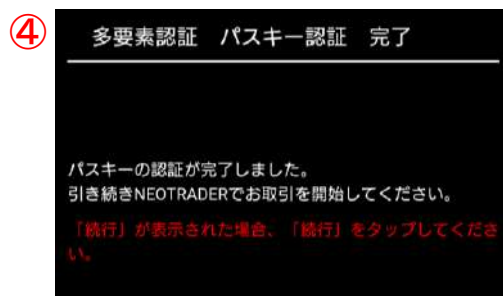 ④
多要素認証　パスキー認証　完了
パスキーの認証が完了しました。
引き続きNEOTRADERでお取引を開始してください。
「続行」が表示された場合、「続行」をタップしてくださ
い。